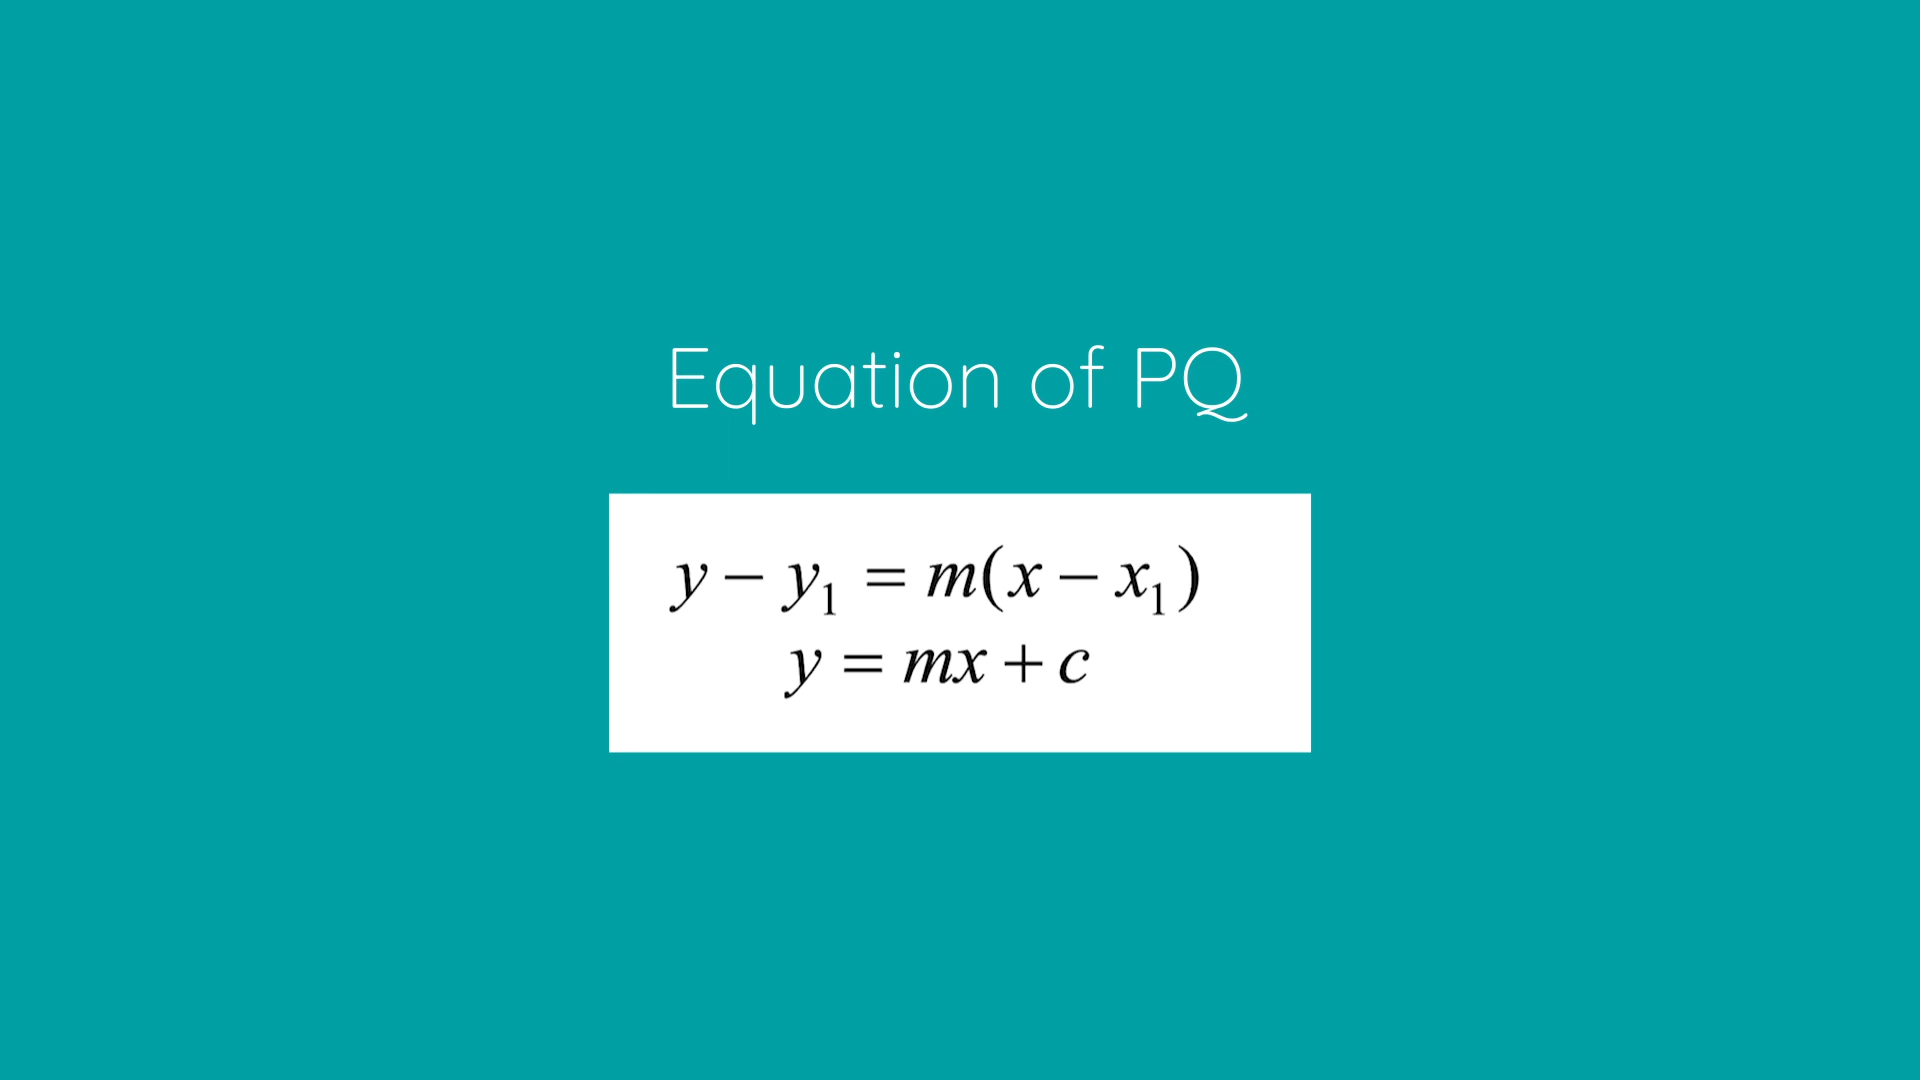 Equation of PQ
y − y₁ = m(x − x₁)
y = mx + c